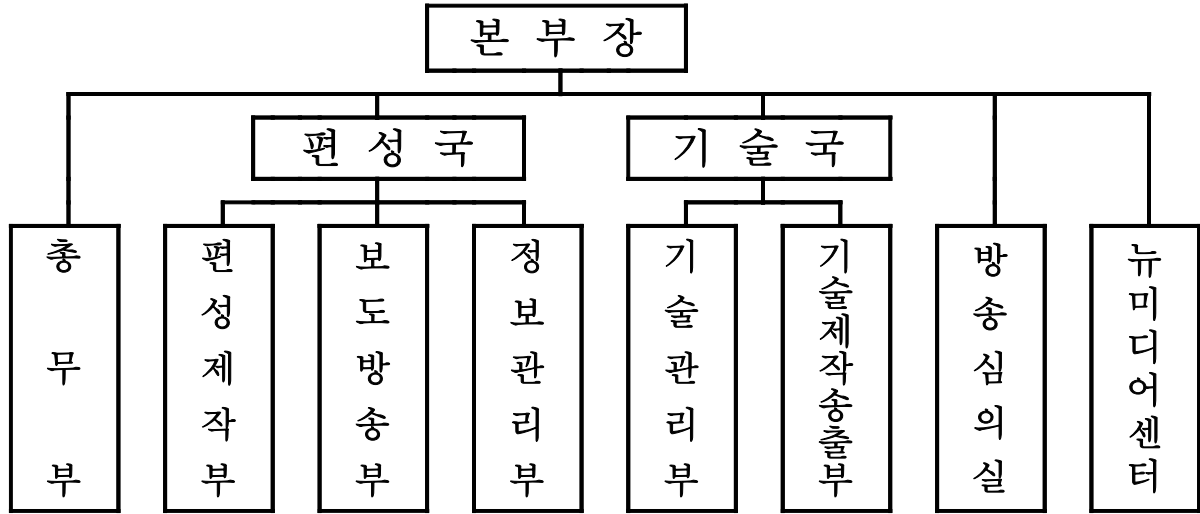 본 부 장
편 성 국
기 술 국
총무부
편성제작부
보도방송부
정보관리부
기술관리부
기술제작송출부
방송심의실
뉴미디어센터